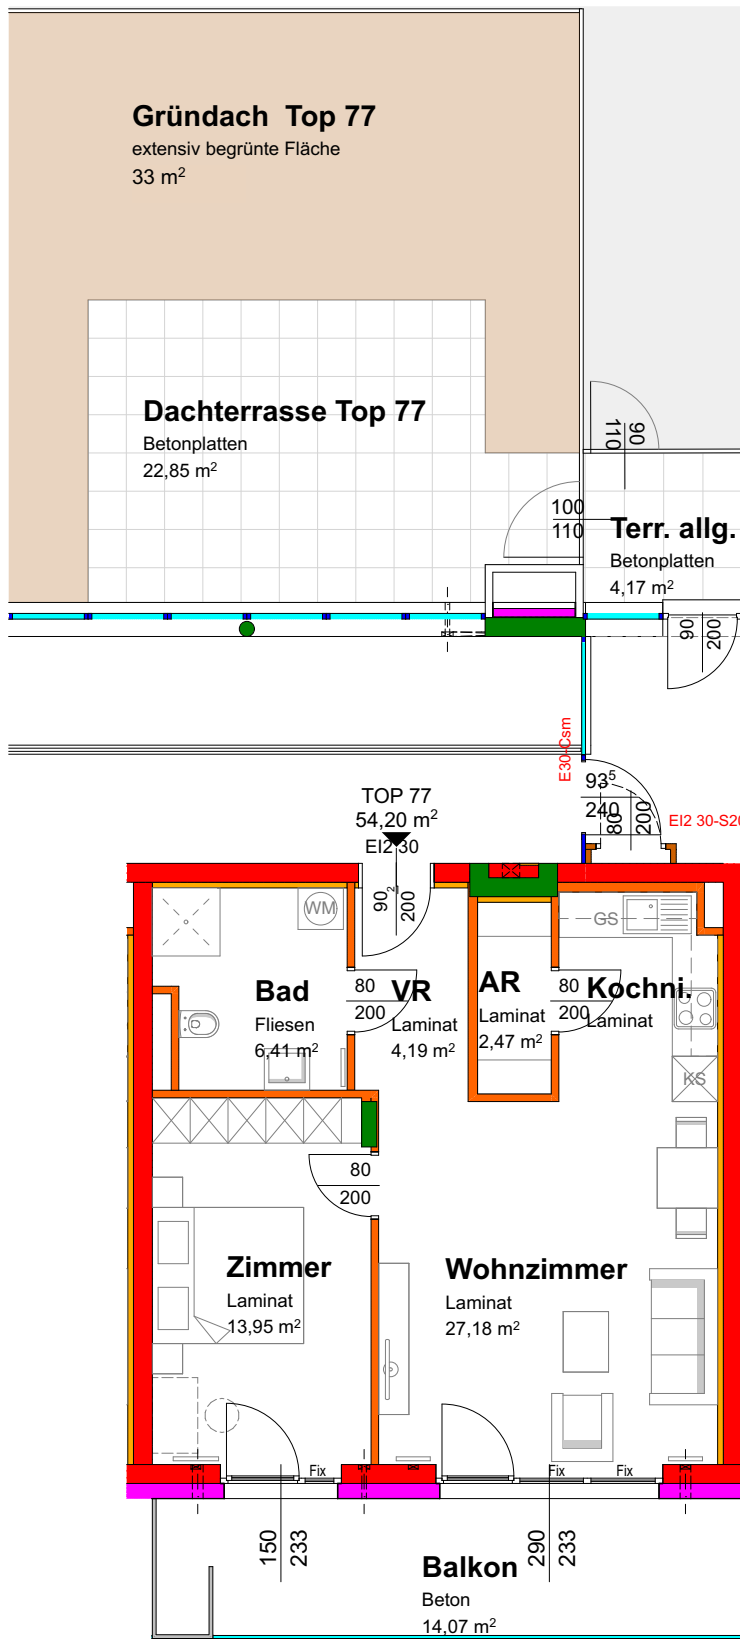 Gründach  Top 77
extensiv begrünte Fläche
33 m²
Dachterrasse Top 77
Betonplatten
22,85 m²
90
110
100
110
Terr. allg.
Betonplatten
4,17 m²
90
200
E30-Csm
93⁵
240
80
200
EI2 30-S20
TOP 77
54,20 m²
EI2 30
90
2
200
WM
GS
Bad
Fliesen
6,41 m²
80
200
VR
Laminat
4,19 m²
AR
Laminat
2,47 m²
80
200
Kochni.
Laminat
KS
80
200
Zimmer
Laminat
13,95 m²
Wohnzimmer
Laminat
27,18 m²
Fix
Fix
Fix
150
233
290
233
Balkon
Beton
14,07 m²